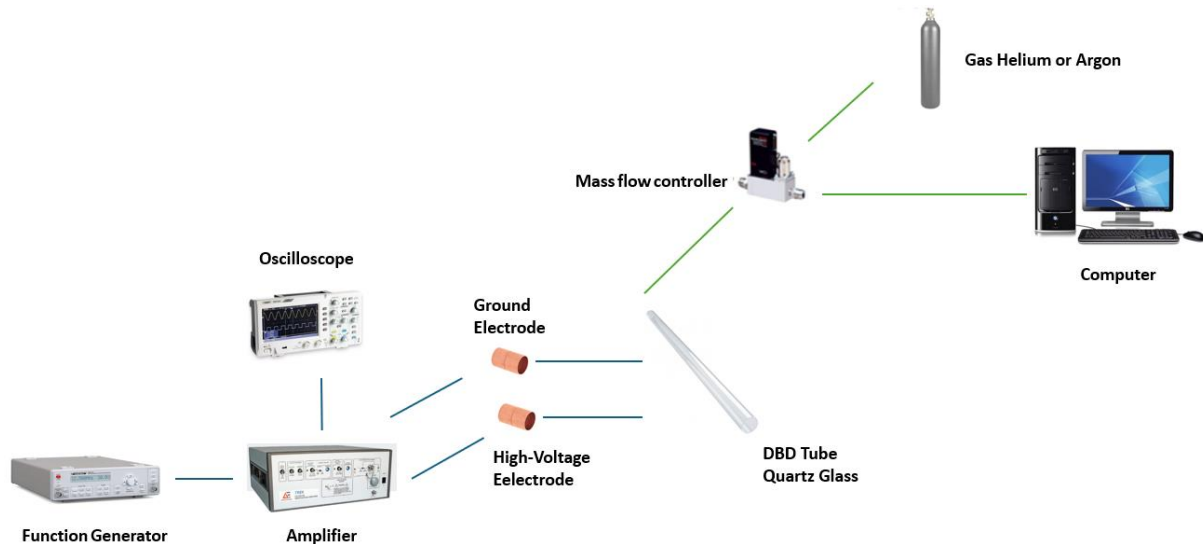 Gas Helium or Argon
Mass flow controller
Computer
Oscilloscope
Ground
Electrode
High-Voltage
Eelectrode
DBD Tube
Quartz Glass
Function Generator
Amplifier